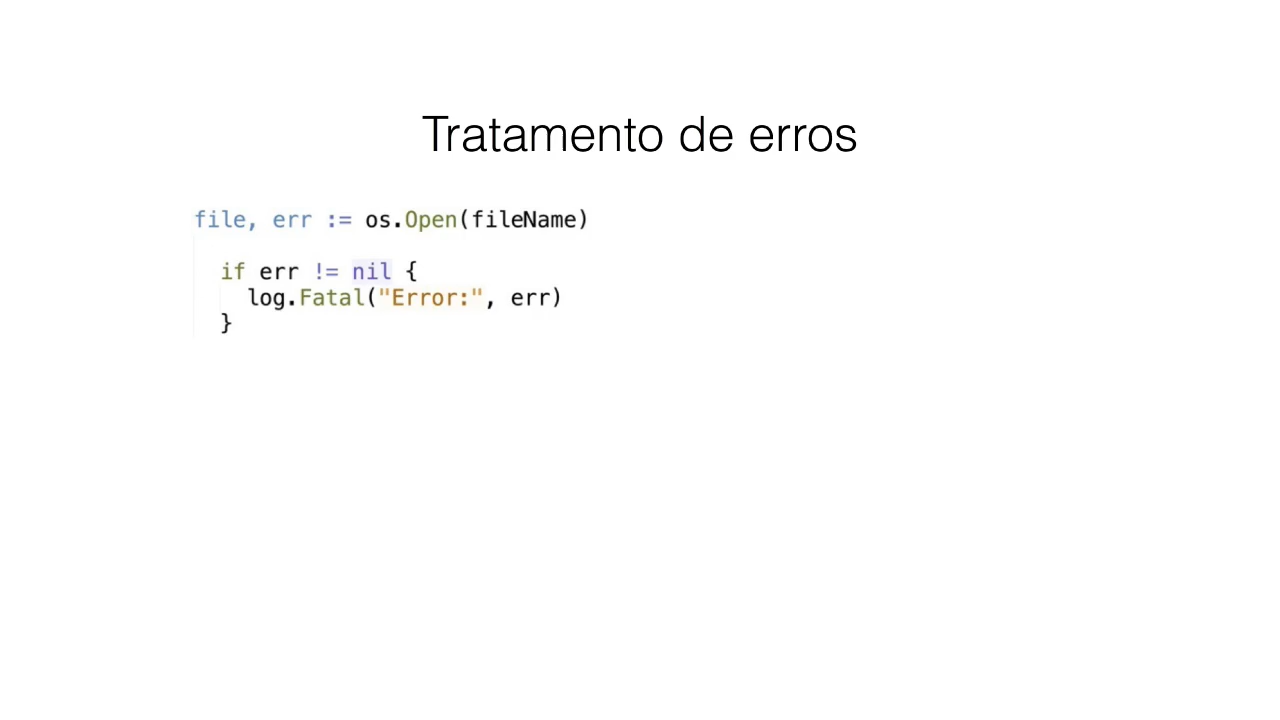 Tratamento de erros
file, err := os.Open(fileName)
if err != nil {
log.Fatal("Error:", err)
}